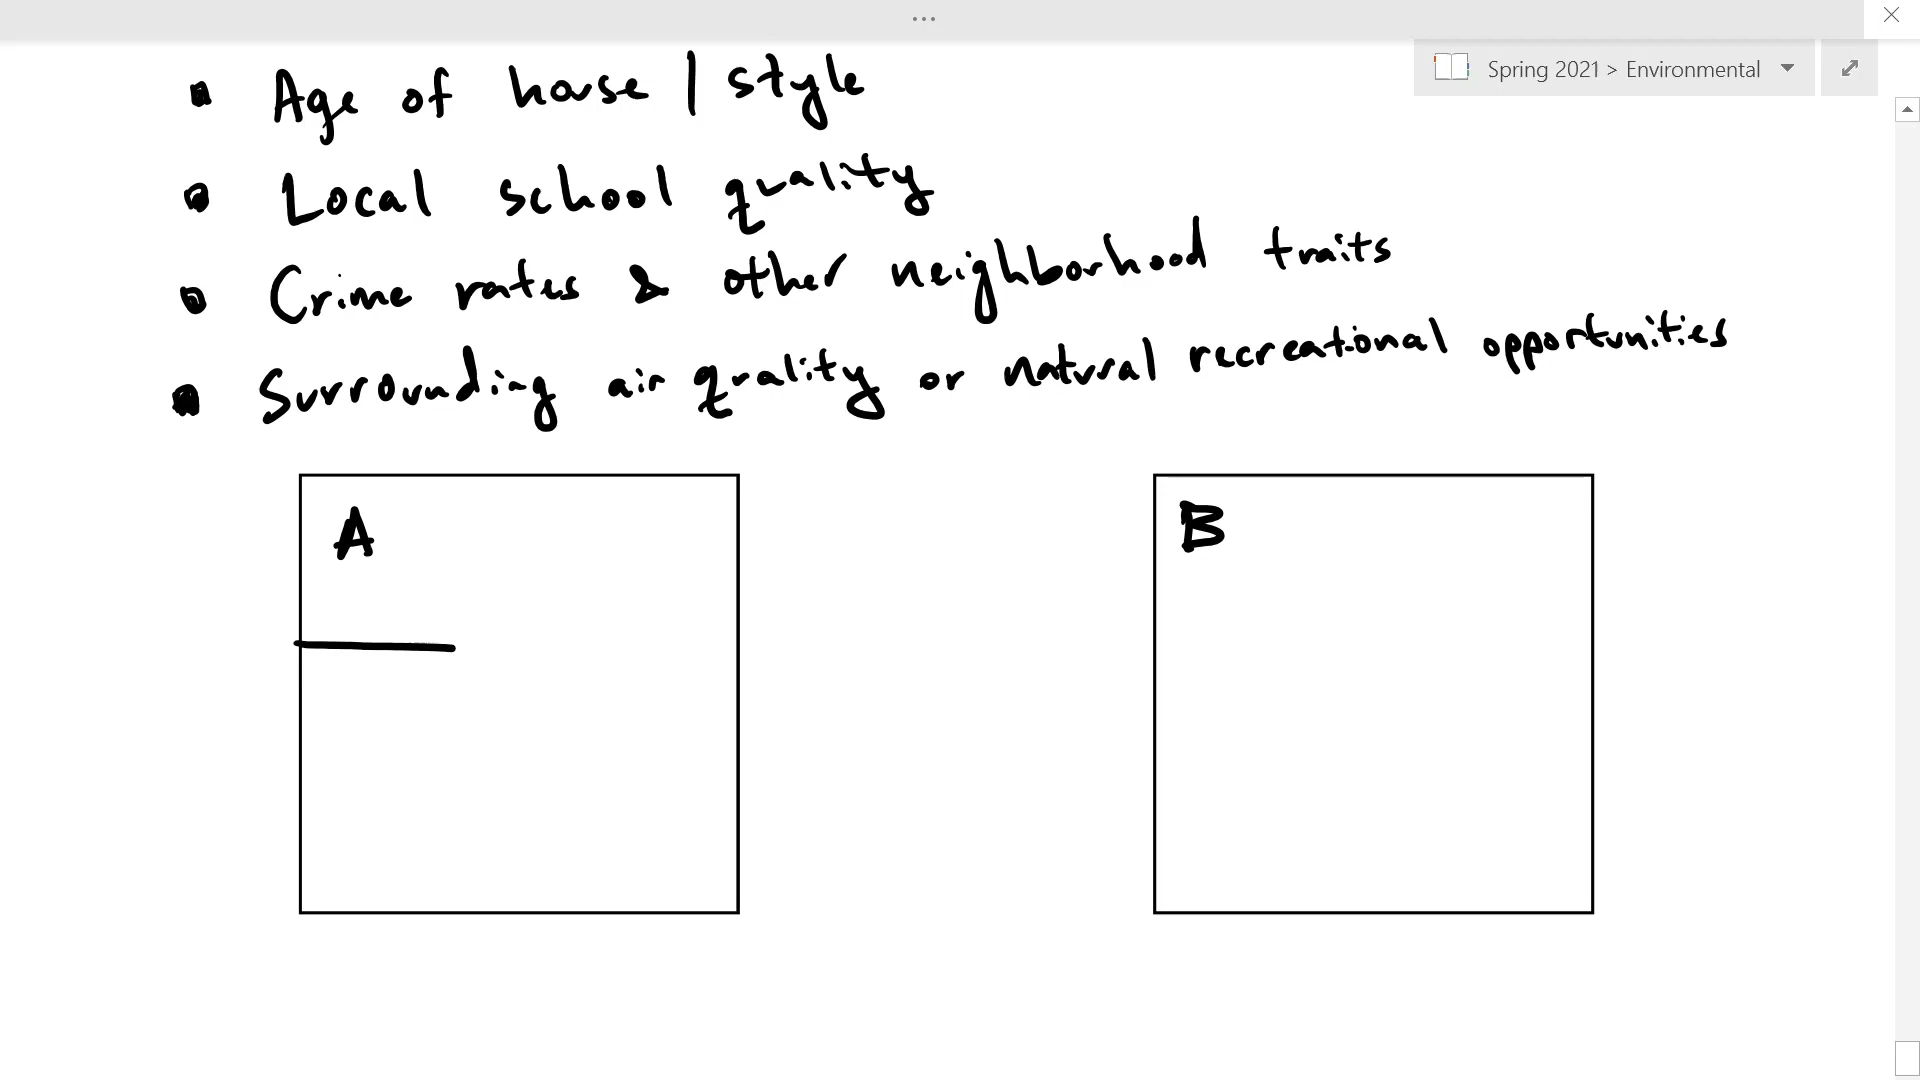 ...
Spring 2021 > Environmental
Age of house / style
Local school quality
Crime rates & other neighborhood traits
Surrounding air quality or natural recreational opportunities
A
B